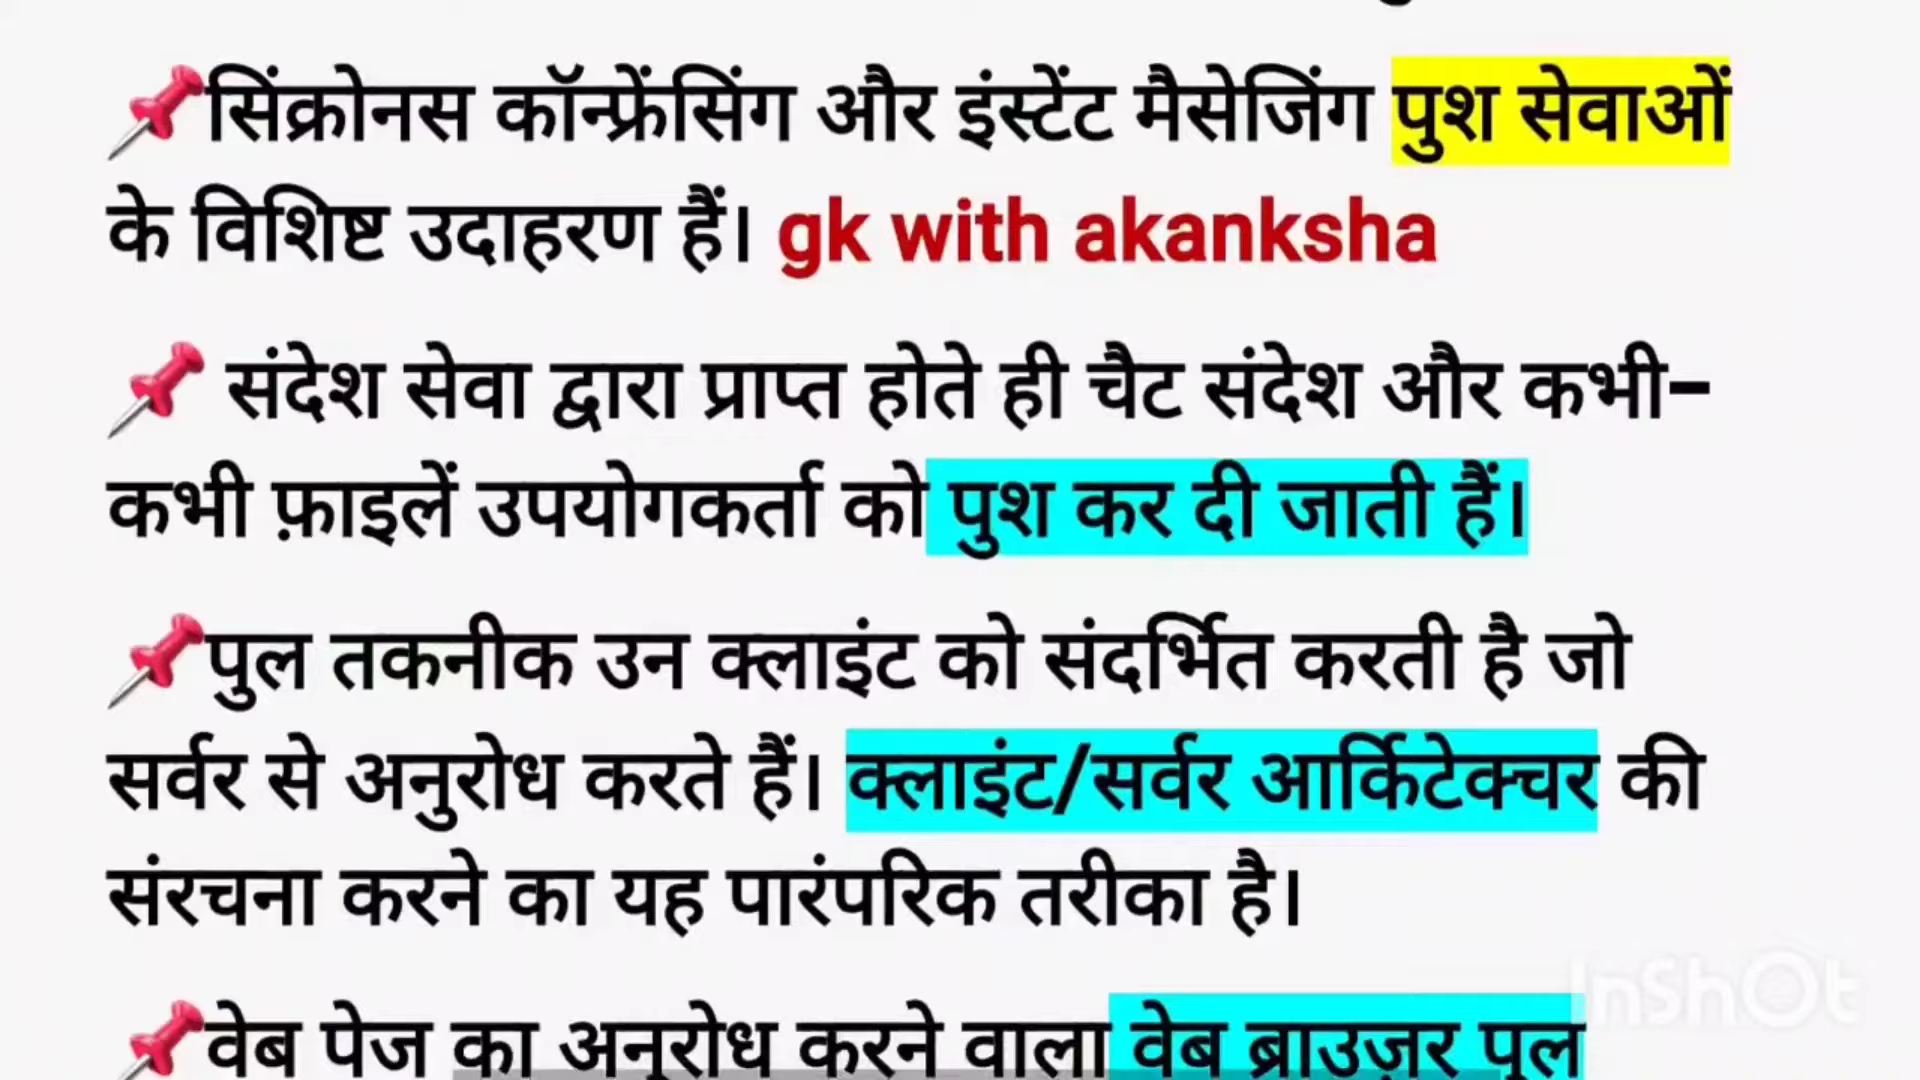 📌सिंक्रोनस कॉन्फ्रेंसिंग और इंस्टेंट मैसेजिंग पुश सेवाओं
के विशिष्ट उदाहरण हैं। gk with akanksha
📌 संदेश सेवा द्वारा प्राप्त होते ही चैट संदेश और कभी-
कभी फ़ाइलें उपयोगकर्ता को पुश कर दी जाती हैं।
📌पुल तकनीक उन क्लाइंट को संदर्भित करती है जो
सर्वर से अनुरोध करते हैं। क्लाइंट/सर्वर आर्किटेक्चर की
संरचना करने का यह पारंपरिक तरीका है।
📌वेब पेज का अनुरोध करने वाला वेब ब्राउज़र पुल
InShOt